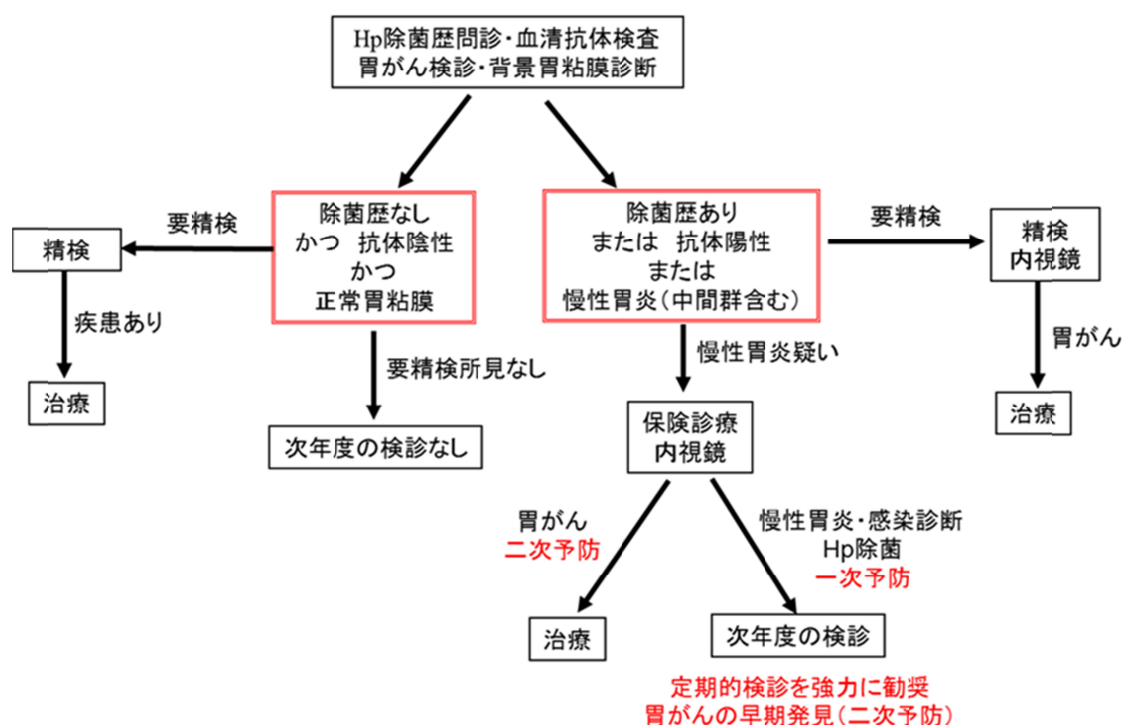 Hp除菌歴問診・血清抗体検査
胃がん検診・背景胃粘膜診断
除菌歴なし
かつ 抗体陰性
かつ
正常胃粘膜
除菌歴あり
または 抗体陽性
または
慢性胃炎（中間群含む）
要精検
精検
疾患あり
治療
要精検所見なし
次年度の検診なし
要精検
精検
内視鏡
胃がん
治療
慢性胃炎疑い
保険診療
内視鏡
胃がん
二次予防
治療
慢性胃炎・感染診断
Hp除菌
一次予防
次年度の検診
定期的検診を強力に勧奨
胃がんの早期発見（二次予防）